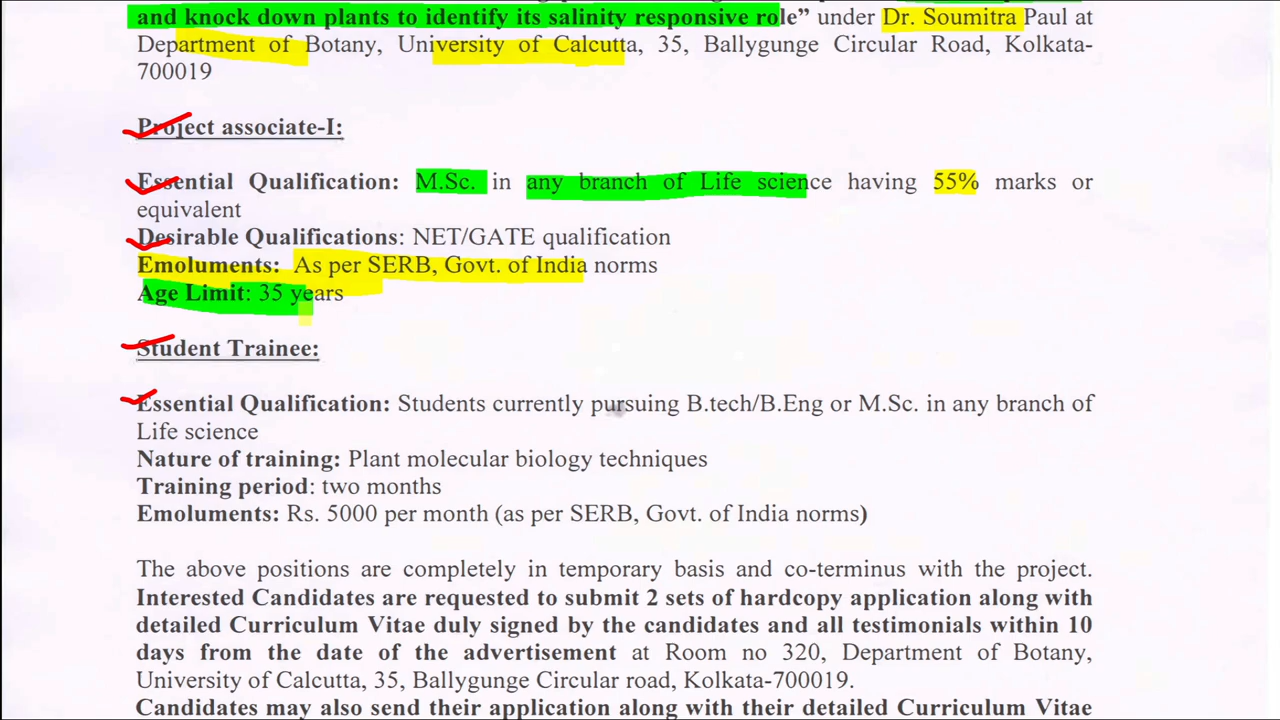 and knock down plants to identify its salinity responsive role” under Dr. Soumitra Paul at
Department of Botany, University of Calcutta, 35, Ballygunge Circular Road, Kolkata-
700019
Project associate-I:
Essential Qualification: M.Sc. in any branch of Life science having 55% marks or
equivalent
Desirable Qualifications: NET/GATE qualification
Emoluments: As per SERB, Govt. of India norms
Age Limit: 35 years
Student Trainee:
Essential Qualification: Students currently pursuing B.tech/B.Eng or M.Sc. in any branch of
Life science
Nature of training: Plant molecular biology techniques
Training period: two months
Emoluments: Rs. 5000 per month (as per SERB, Govt. of India norms)
The above positions are completely in temporary basis and co-terminus with the project.
Interested Candidates are requested to submit 2 sets of hardcopy application along with
detailed Curriculum Vitae duly signed by the candidates and all testimonials within 10
days from the date of the advertisement at Room no 320, Department of Botany,
University of Calcutta, 35, Ballygunge Circular road, Kolkata-700019.
Candidates may also send their application along with their detailed Curriculum Vitae